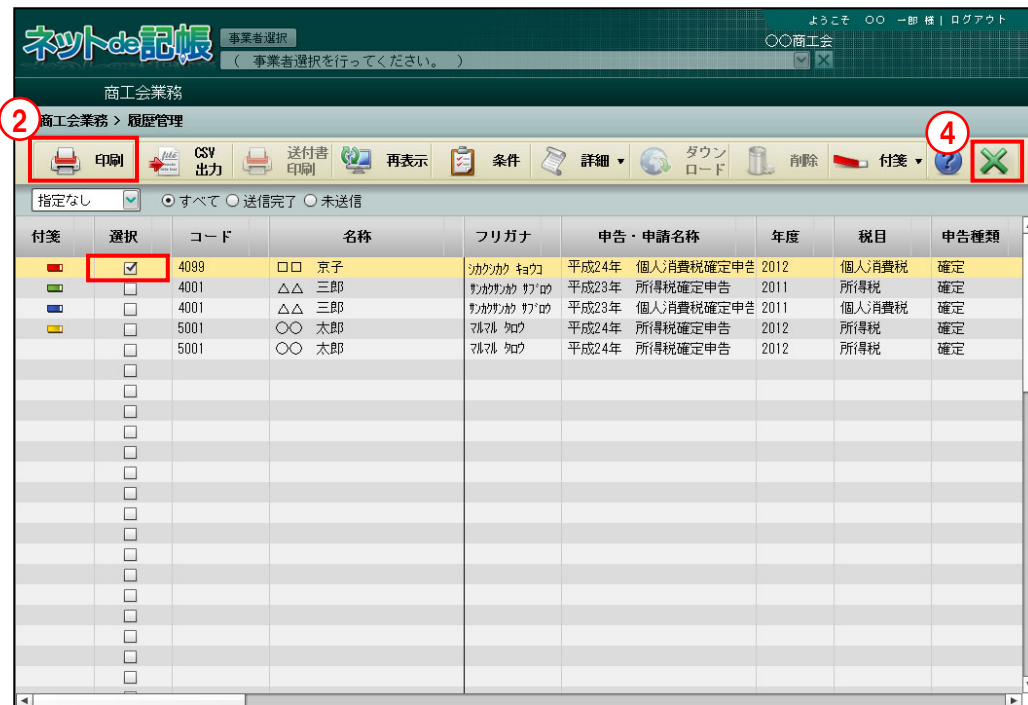 ようこそ 〇〇 一郎 様 | ログアウト
ネットde記帳
事業者選択
〇〇商工会
( 事業者選択を行ってください。 )
商工会業務
②
商工会業務 > 履歴管理
④
印刷 CSV出力 送付書印刷 再表示 条件 詳細 ▼ ダウンロード 削除 付箋 ▼ ?
指定なし すべて 送信完了 未送信
付箋 選択 コード 名称 フリガナ 申告・申請名称 年度 税目 申告種類
4099 □□ 京子 シカクシカク キョウコ 平成24年 個人消費税確定申告 2012 個人消費税 確定
4001 △△ 三郎 サンカクサンカク サブロウ 平成23年 所得税確定申告 2011 所得税 確定
4001 △△ 三郎 サンカクサンカク サブロウ 平成23年 個人消費税確定申告 2011 個人消費税 確定
5001 〇〇 太郎 マルマル タロウ 平成24年 所得税確定申告 2012 所得税 確定
5001 〇〇 太郎 マルマル タロウ 平成24年 所得税確定申告 2012 所得税 確定